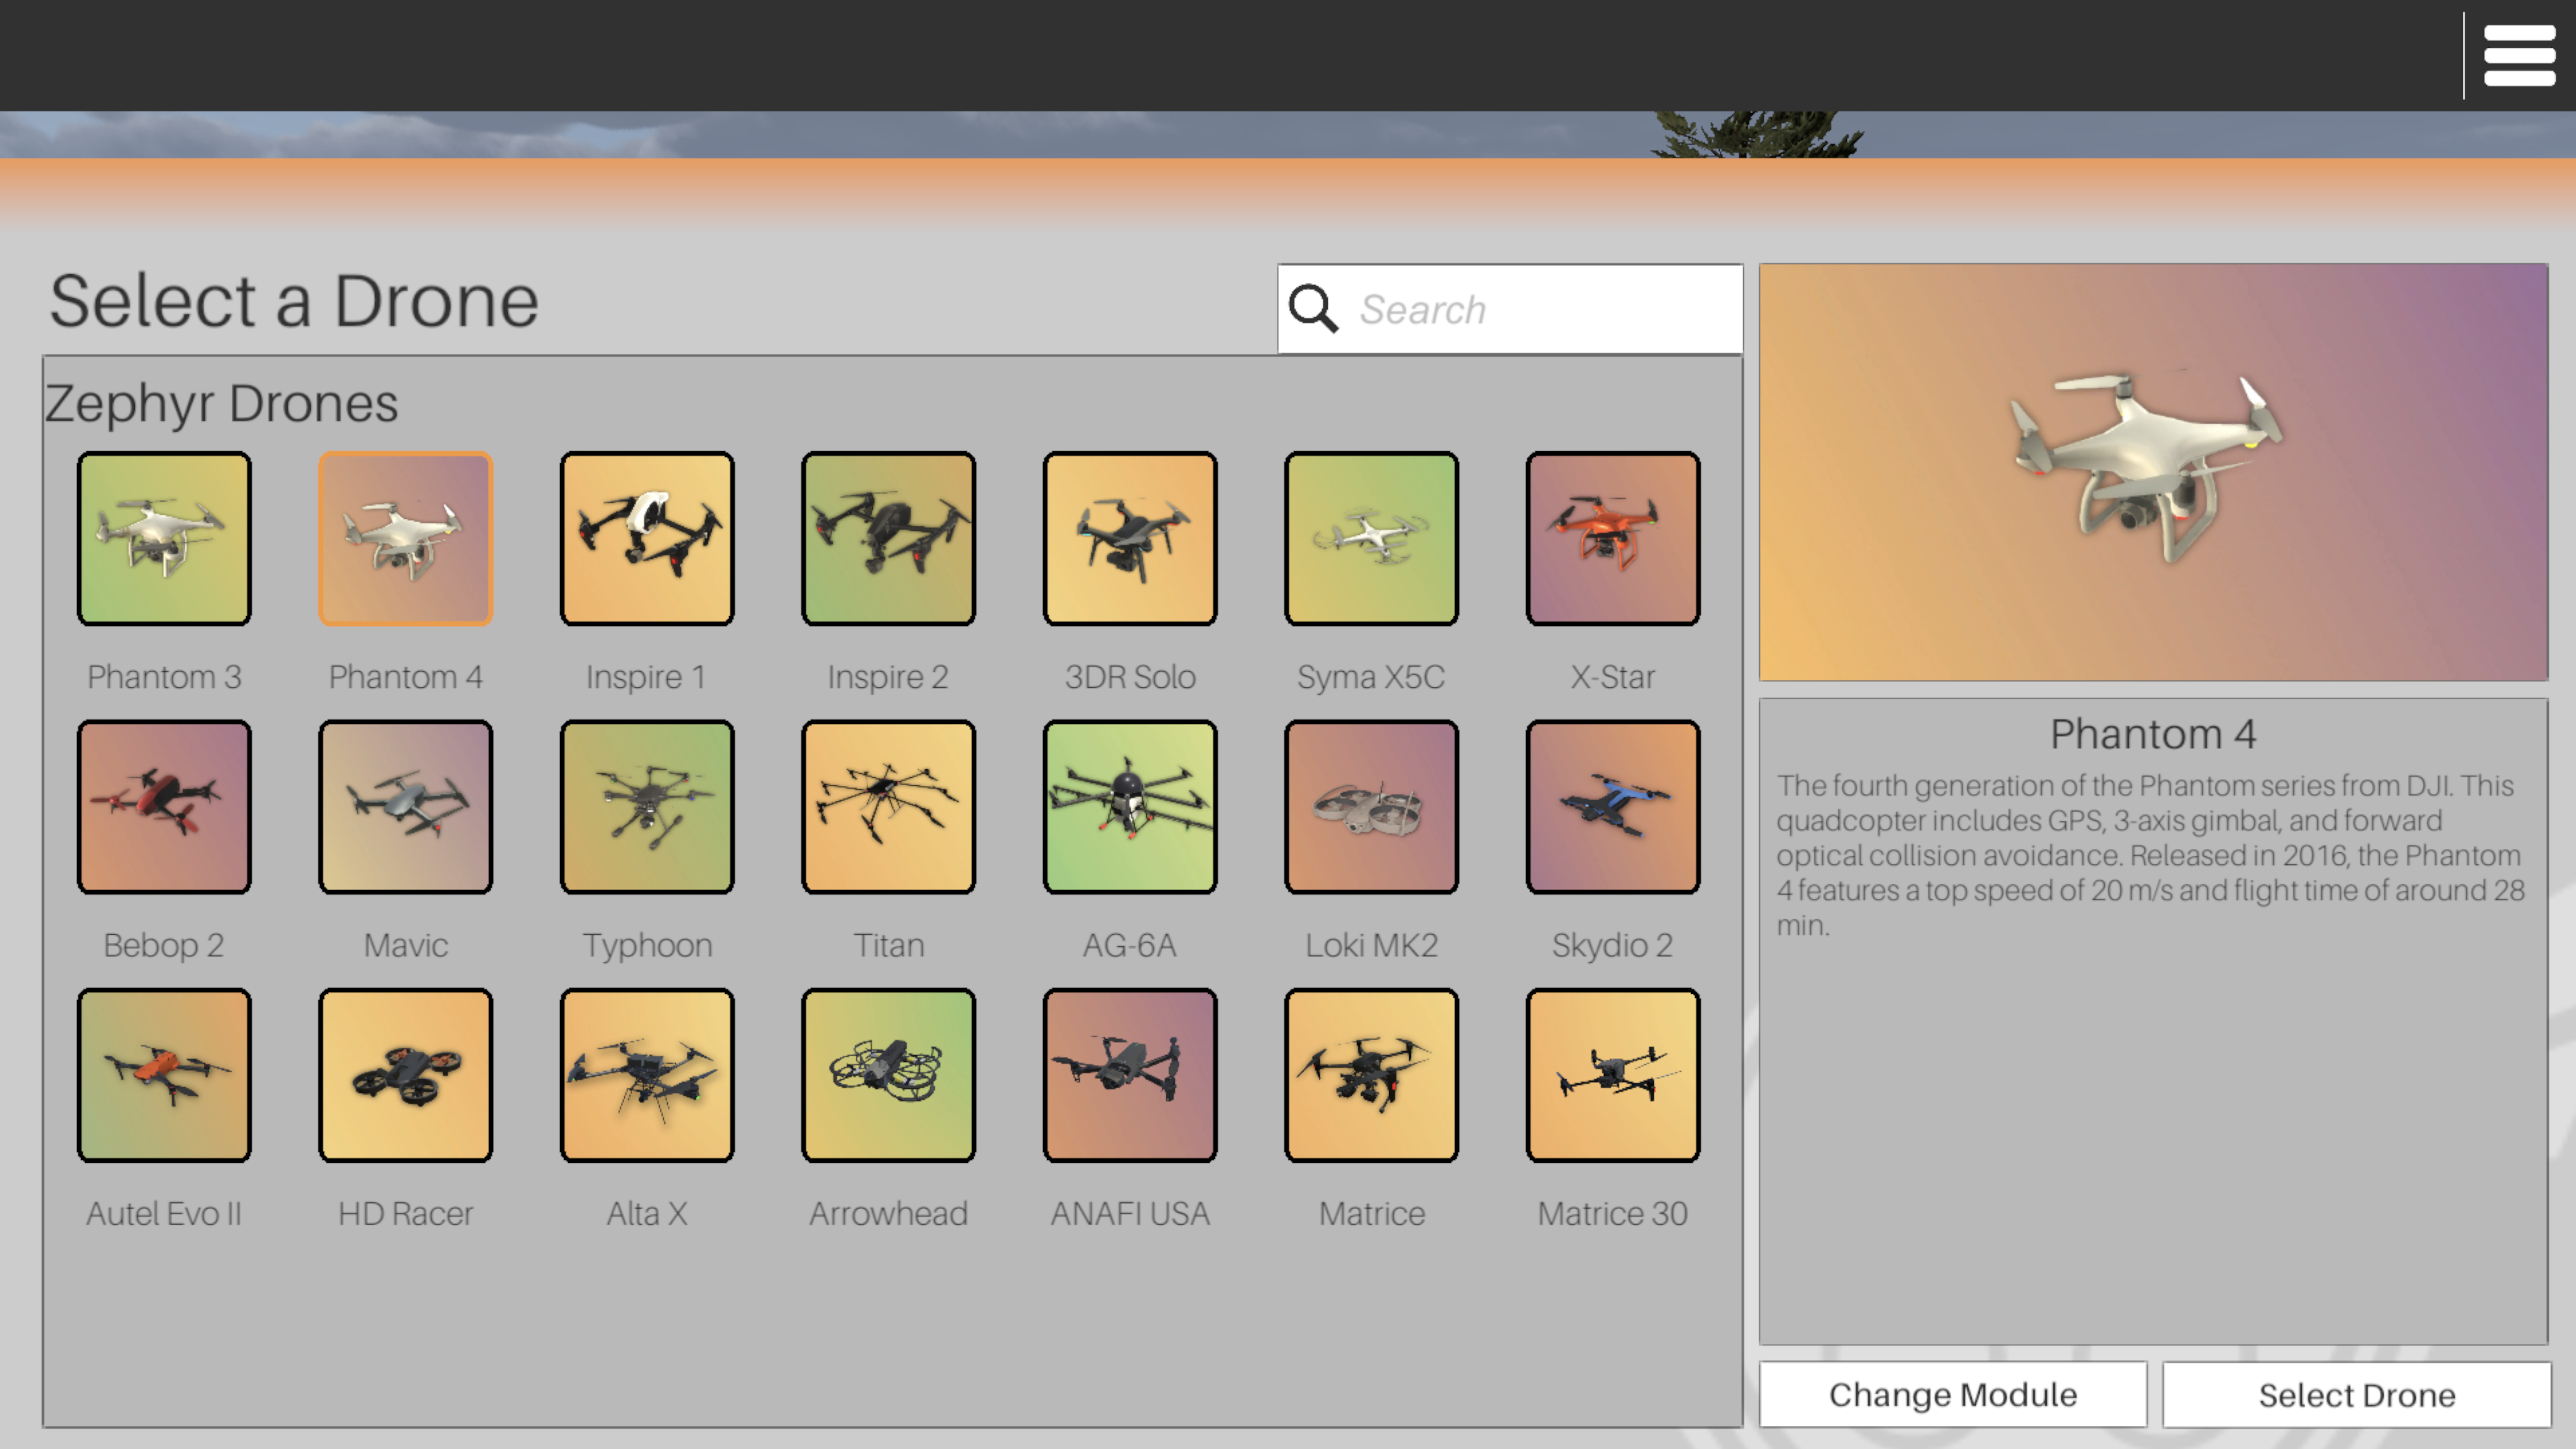 Select a Drone
Search
Zephyr Drones
Phantom 3
Phantom 4
Inspire 1
Inspire 2
3DR Solo
Syma X5C
X-Star
Bebop 2
Mavic
Typhoon
Titan
AG-6A
Loki MK2
Skydio 2
Autel Evo II
HD Racer
Alta X
Arrowhead
ANAFI USA
Matrice
Matrice 30
Phantom 4
The fourth generation of the Phantom series from DJI. This
quadcopter includes GPS, 3-axis gimbal, and forward
optical collision avoidance. Released in 2016, the Phantom
4 features a top speed of 20 m/s and flight time of around 28
min.
Change Module
Select Drone